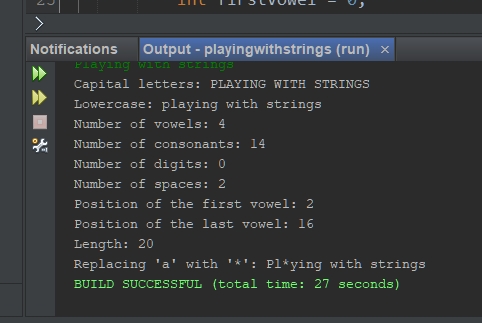 25 int firstVowel = 0;
Notifications Output - playingwithstrings (run) ×
Playing with strings
Capital letters: PLAYING WITH STRINGS
Lowercase: playing with strings
Number of vowels: 4
Number of consonants: 14
Number of digits: 0
Number of spaces: 2
Position of the first vowel: 2
Position of the last vowel: 16
Length: 20
Replacing 'a' with '*': Pl*ying with strings
BUILD SUCCESSFUL (total time: 27 seconds)